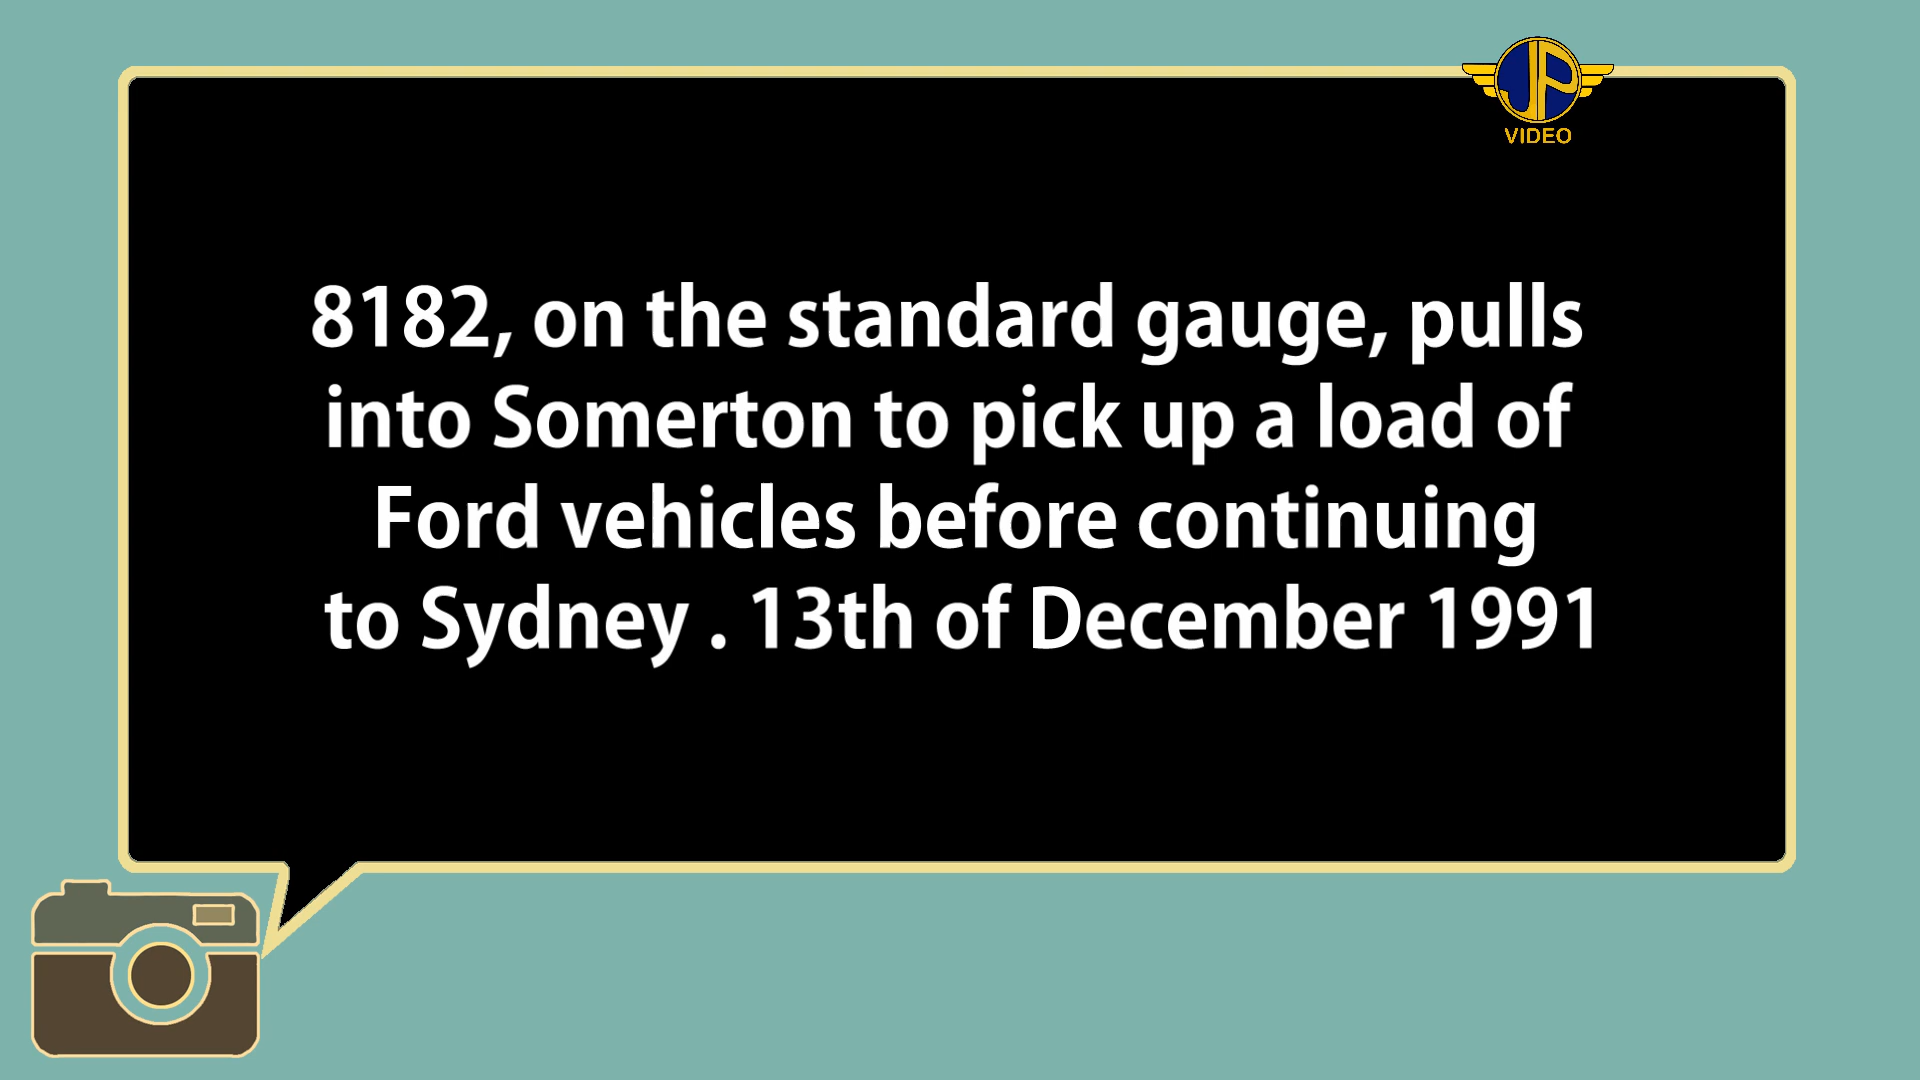 JP
VIDEO
8182, on the standard gauge, pulls
into Somerton to pick up a load of
Ford vehicles before continuing
to Sydney . 13th of December 1991